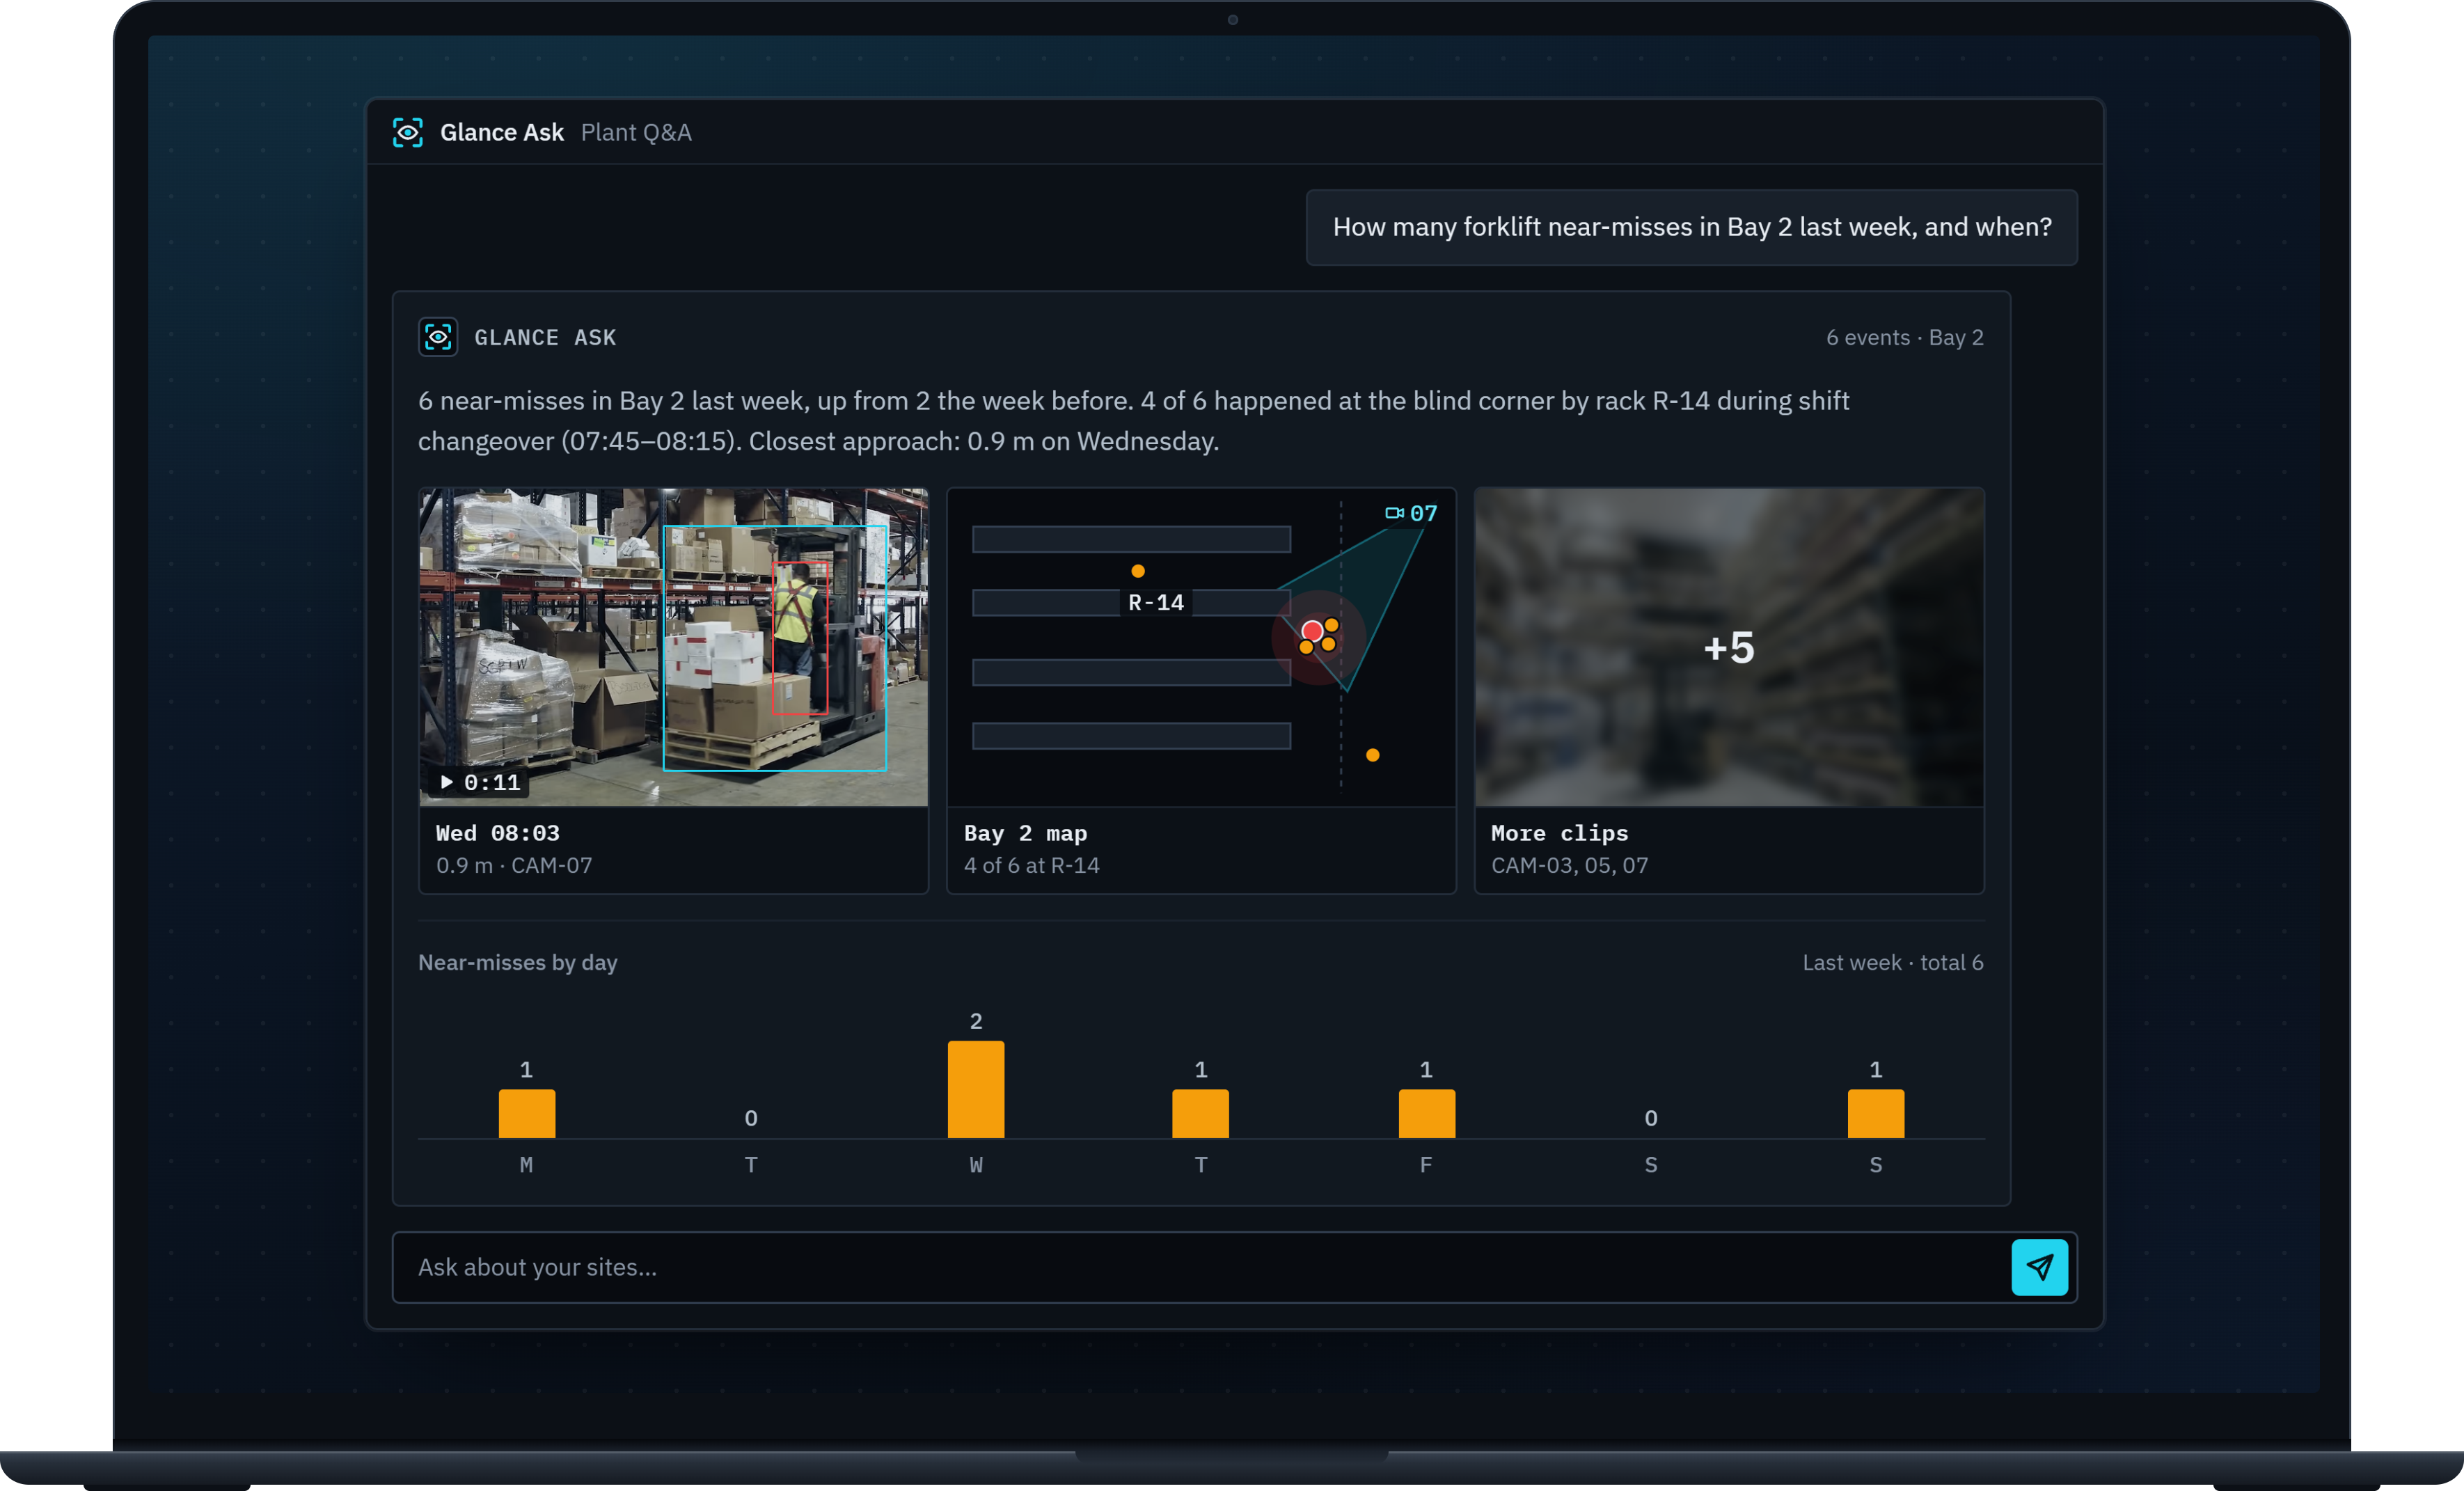 Glance Ask Plant Q&A
How many forklift near-misses in Bay 2 last week, and when?
GLANCE ASK
6 events · Bay 2
6 near-misses in Bay 2 last week, up from 2 the week before. 4 of 6 happened at the blind corner by rack R-14 during shift
changeover (07:45–08:15). Closest approach: 0.9 m on Wednesday.
0:11
Wed 08:03
0.9 m · CAM-07
07
R-14
Bay 2 map
4 of 6 at R-14
+5
More clips
CAM-03, 05, 07
Near-misses by day
Last week · total 6
1 0 2 1 1 0 1
M T W T F S S
Ask about your sites...